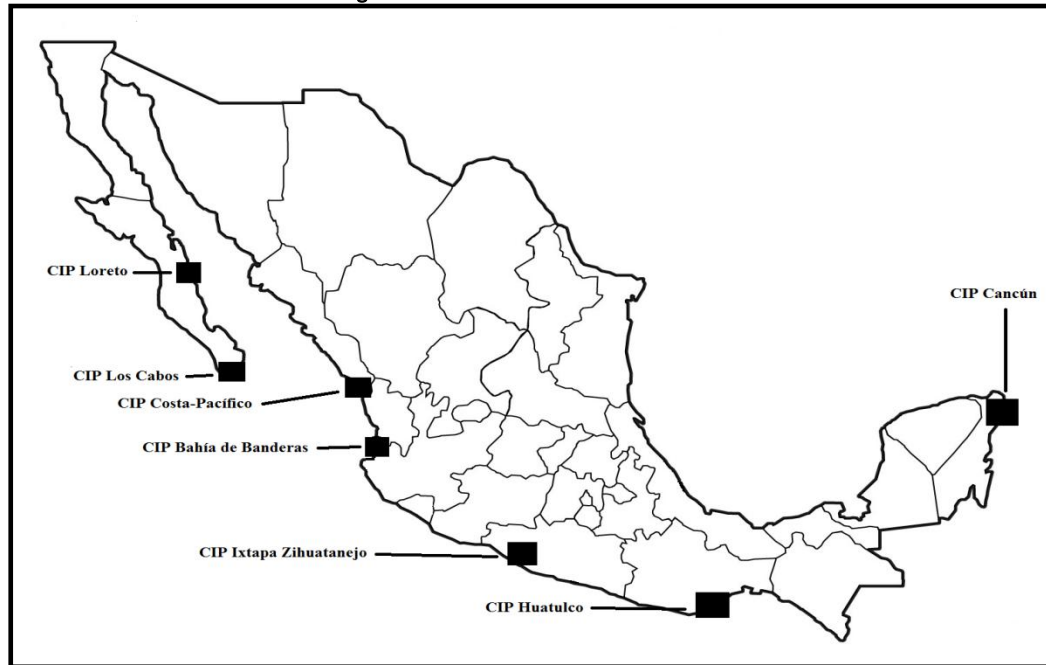 CIP Loreto
CIP Cancún
CIP Los Cabos
CIP Costa-Pacífico
CIP Bahía de Banderas
CIP Ixtapa Zihuatanejo
CIP Huatulco